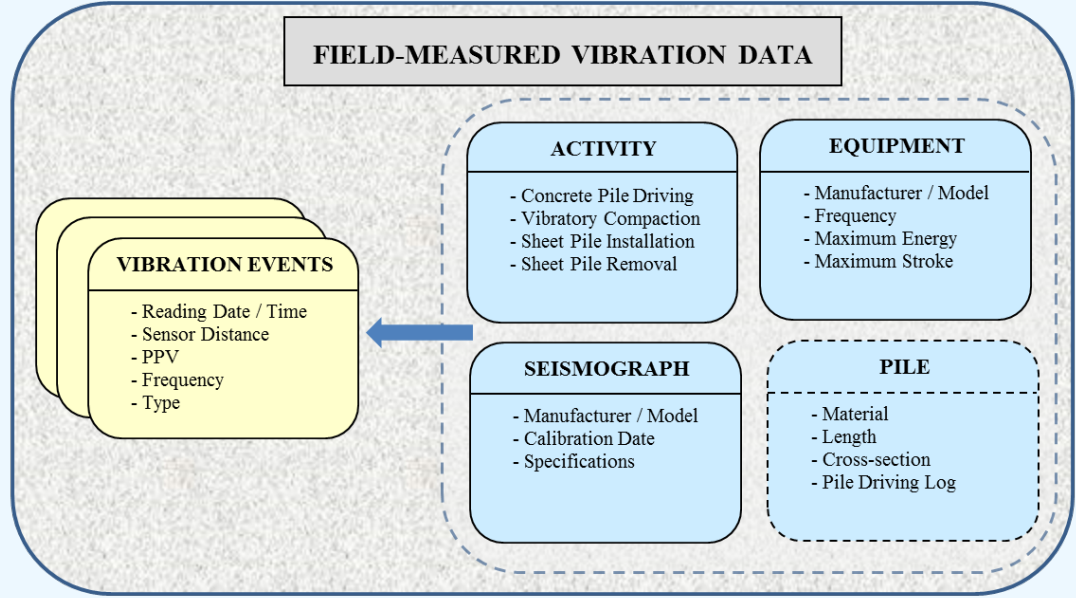 FIELD-MEASURED VIBRATION DATA
ACTIVITY
- Concrete Pile Driving
- Vibratory Compaction
- Sheet Pile Installation
- Sheet Pile Removal
EQUIPMENT
- Manufacturer / Model
- Frequency
- Maximum Energy
- Maximum Stroke
VIBRATION EVENTS
- Reading Date / Time
- Sensor Distance
- PPV
- Frequency
- Type
SEISMOGRAPH
- Manufacturer / Model
- Calibration Date
- Specifications
PILE
- Material
- Length
- Cross-section
- Pile Driving Log